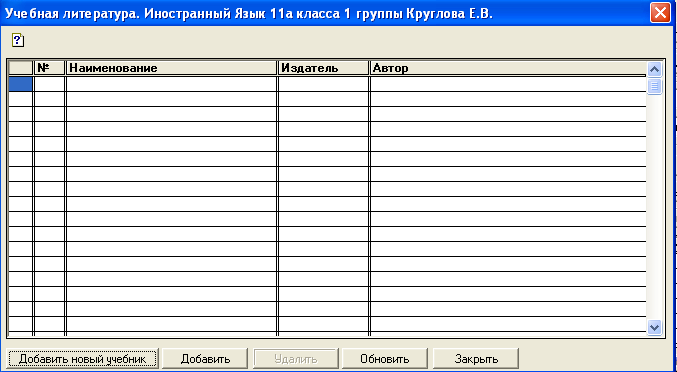 Учебная литература. Иностранный Язык 11а класса 1 группы Круглова Е.В.
№ Наименование Издатель Автор
Добавить новый учебник Добавить Удалить Обновить Закрыть